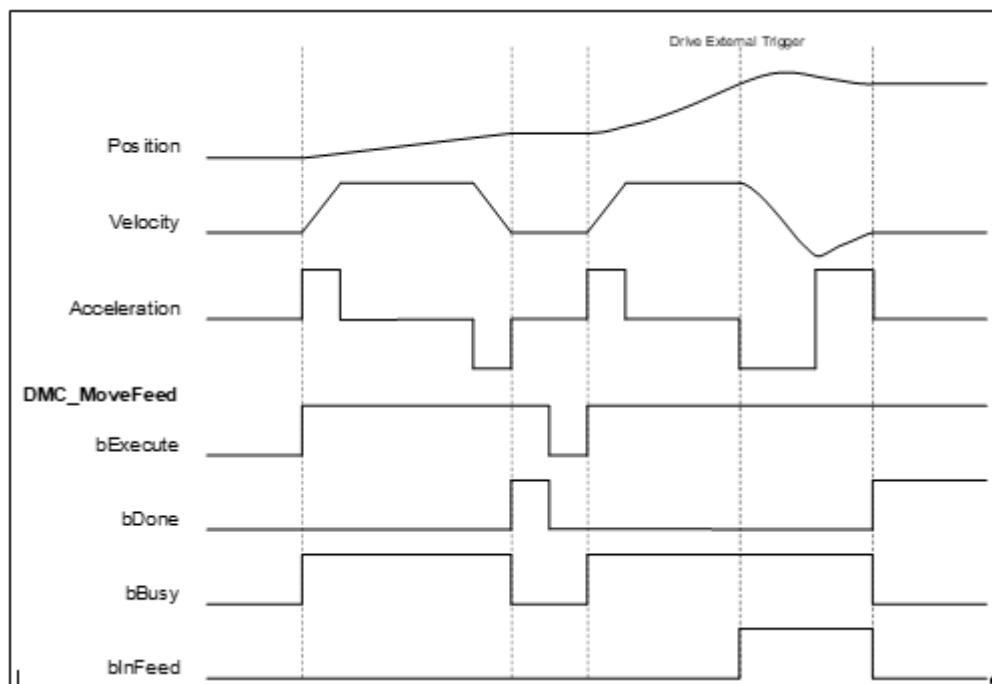 Drive External Trigger
Position
Velocity
Acceleration
DMC_MoveFeed
bExecute
bDone
bBusy
bInFeed